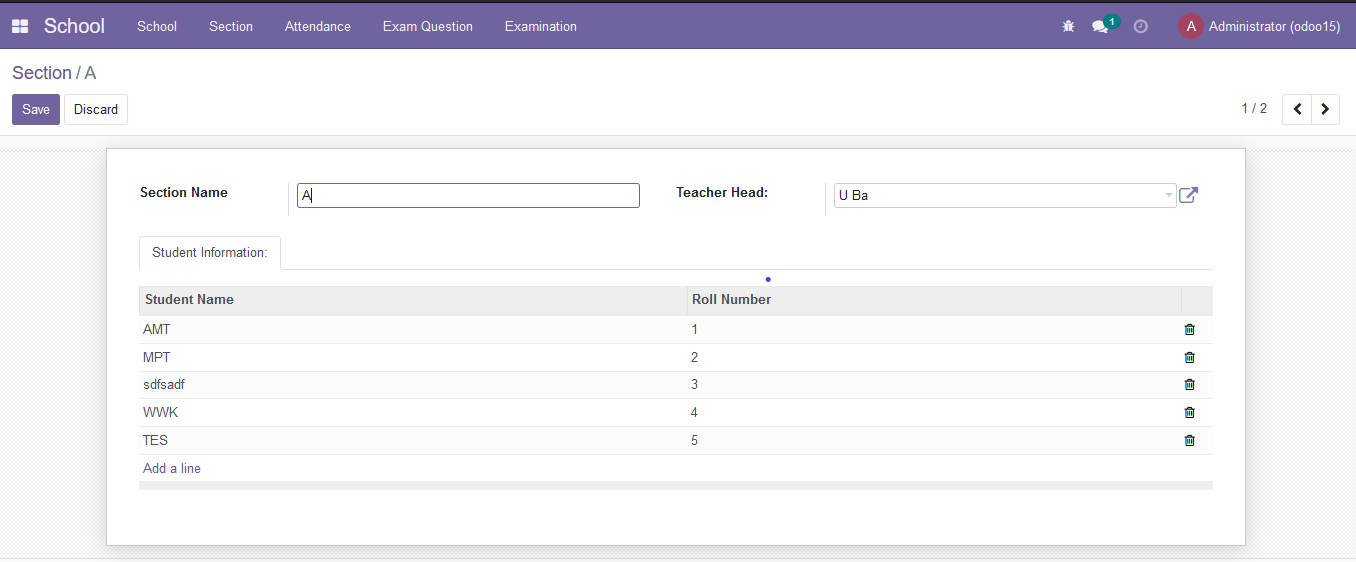 School School Section Attendance Exam Question Examination 1 A Administrator (odoo15)
Section / A
Save Discard 1 / 2
Section Name A Teacher Head: U Ba
Student Information:
Student Name Roll Number
AMT 1
MPT 2
sdfsadf 3
WWK 4
TES 5
Add a line